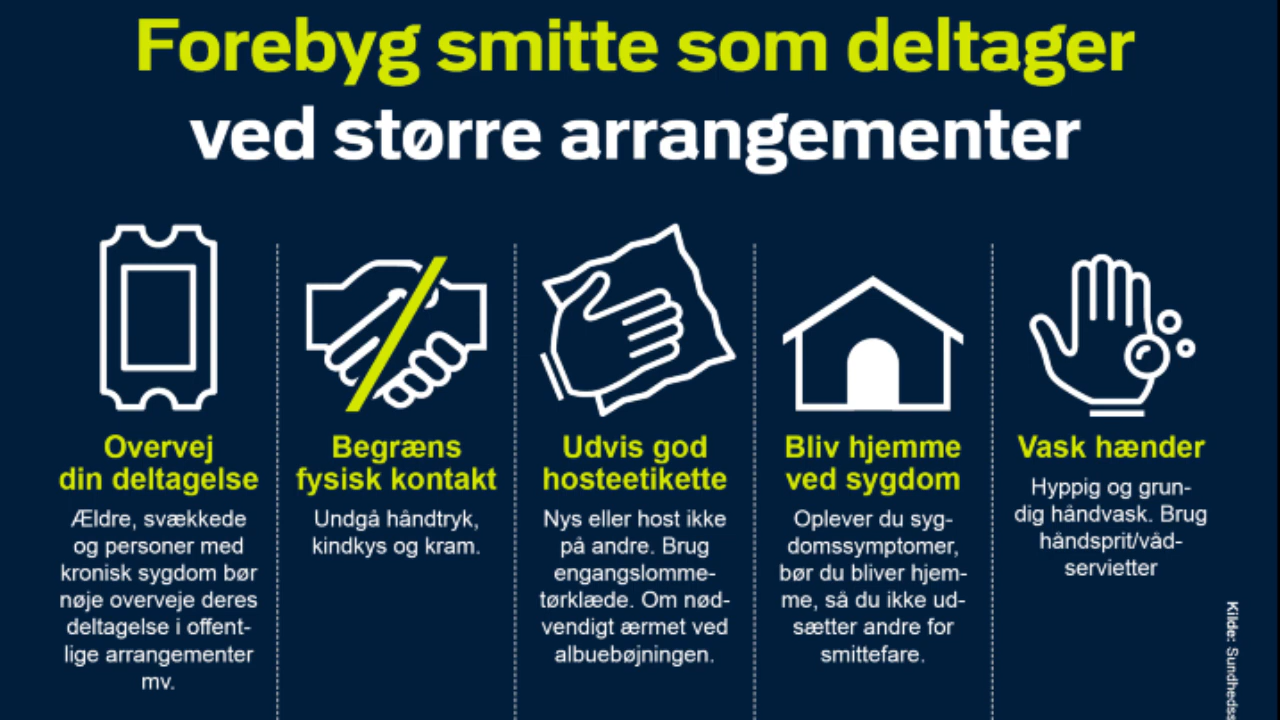 Forebyg smitte som deltager
ved større arrangementer
Overvej
din deltagelse
Ældre, svækkede
og personer med
kronisk sygdom bør
nøje overveje deres
deltagelse i offent-
lige arrangementer
mv.
Begræns
fysisk kontakt
Undgå håndtryk,
kindkys og kram.
Udvis god
hosteetikette
Nys eller host ikke
på andre. Brug
engangslomme-
tørklæde. Om nød-
vendigt ærmet ved
albuebøjningen.
Bliv hjemme
ved sygdom
Oplever du syg-
domssymptomer,
bør du bliver hjem-
me, så du ikke ud-
sætter andre for
smittefare.
Vask hænder
Hyppig og grun-
dig håndvask. Brug
håndsprit/våd-
servietter
Kilde: